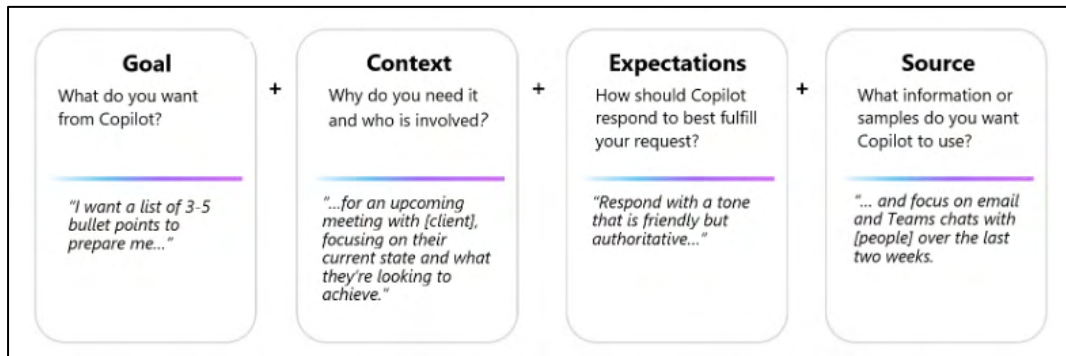 Goal
What do you want
from Copilot?
"I want a list of 3-5
bullet points to
prepare me..."
+
Context
Why do you need it
and who is involved?
"...for an upcoming
meeting with [client],
focusing on their
current state and what
they're looking to
achieve."
+
Expectations
How should Copilot
respond to best fulfill
your request?
"Respond with a tone
that is friendly but
authoritative..."
+
Source
What information or
samples do you want
Copilot to use?
"... and focus on email
and Teams chats with
[people] over the last
two weeks.